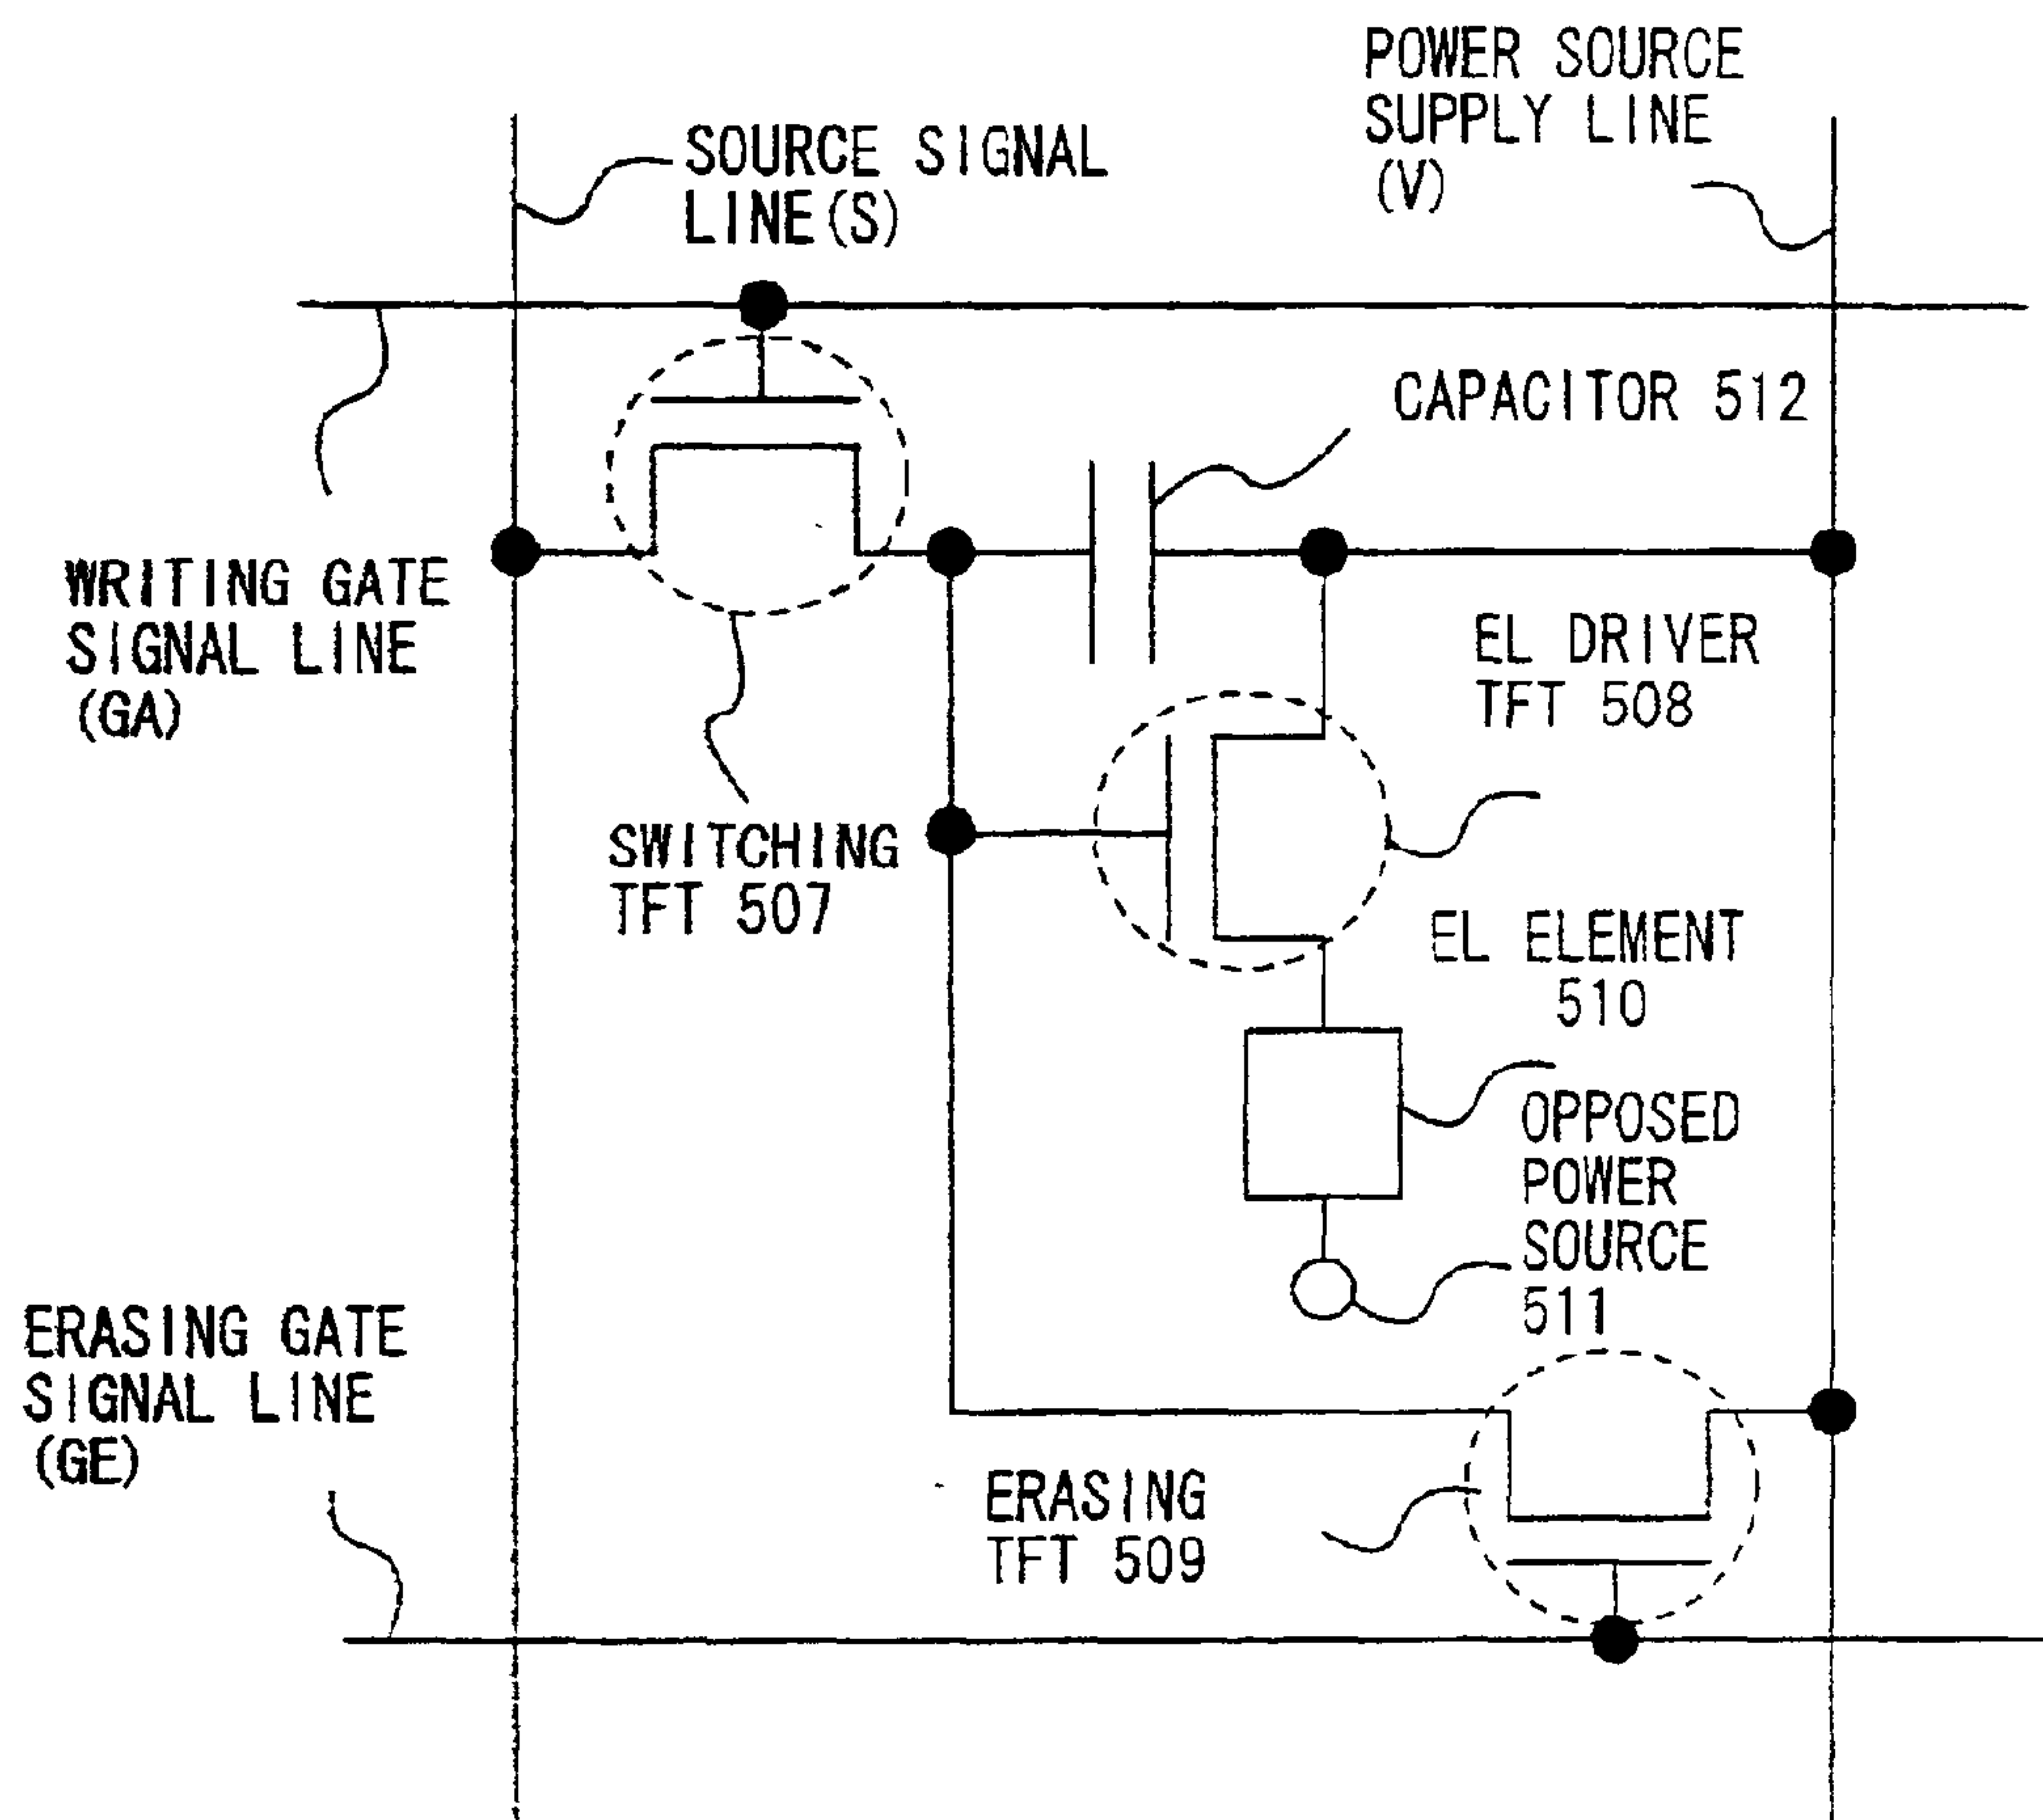 POWER SOURCE
SUPPLY LINE
(V)
SOURCE SIGNAL
LINE(S)
CAPACITOR 512
WRITING GATE
SIGNAL LINE
(GA)
EL DRIVER
TFT 508
SWITCHING
TFT 507
EL ELEMENT
510
OPPOSED
POWER
SOURCE
511
ERASING GATE
SIGNAL LINE
(GE)
ERASING
TFT 509